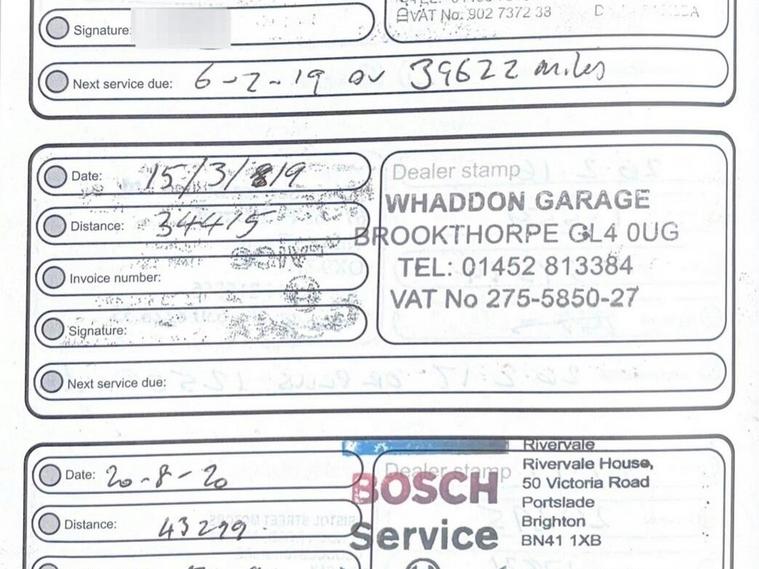 VAT No. 902 7372 33
Signature:
Next service due: 6-2-19 or 39622 miles
Date: 15/3/819
Dealer stamp
WHADDON GARAGE
Distance: 34415
BROOKTHORPE GL4 0UG
TEL: 01452 813384
Invoice number:
VAT No 275-5850-27
Signature:
Next service due:
Date: 20-8-20
Dealer stamp
BOSCH
Service
Rivervale
Rivervale House,
50 Victoria Road
Portslade
Brighton
BN41 1XB
Distance: 43299